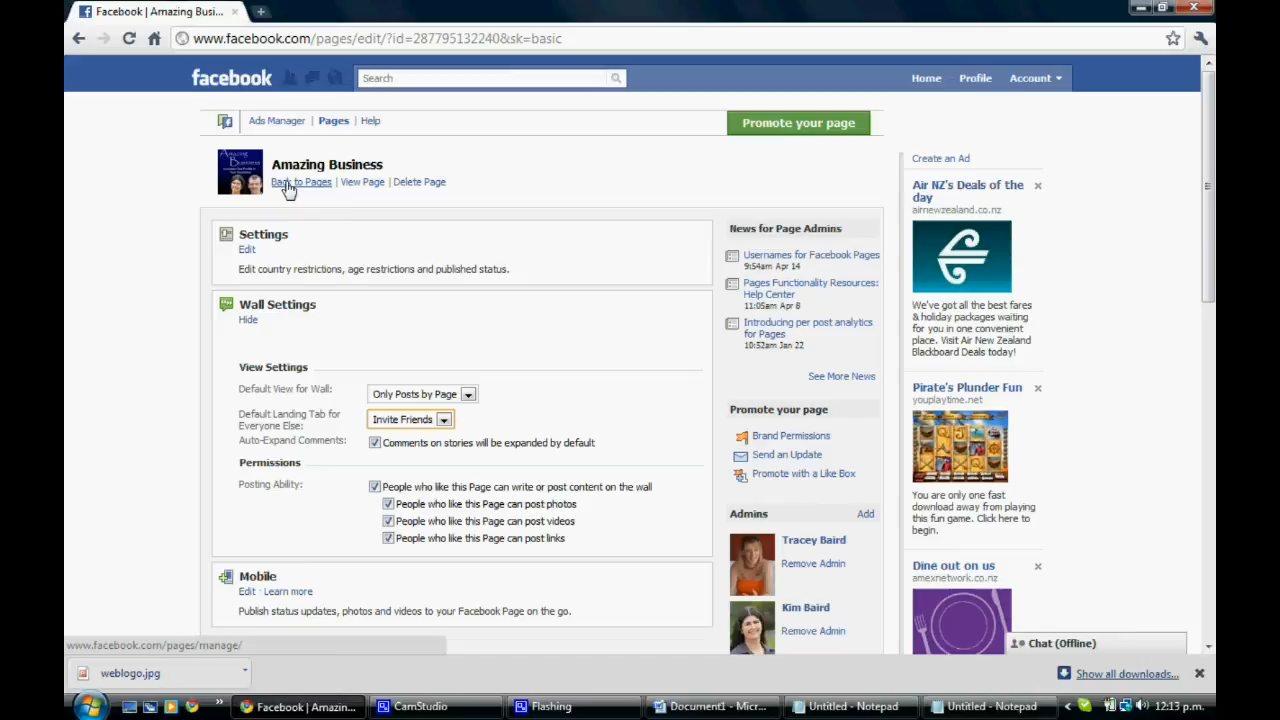 Facebook | Amazing Busi...
www.facebook.com/pages/edit/?id=287795132240&sk=basic
facebook
Search
Home Profile Account
Ads Manager | Pages | Help
Promote your page
Amazing Business
Back to Pages | View Page | Delete Page
Settings
Edit
Edit country restrictions, age restrictions and published status.
Wall Settings
Hide
View Settings
Default View for Wall: Only Posts by Page
Default Landing Tab for
Everyone Else: Invite Friends
Auto-Expand Comments: Comments on stories will be expanded by default
Permissions
Posting Ability: People who like this Page can write or post content on the wall
People who like this Page can post photos
People who like this Page can post videos
People who like this Page can post links
Mobile
Edit · Learn more
Publish status updates, photos and videos to your Facebook Page on the go.
News for Page Admins
Usernames for Facebook Pages
9:54am Apr 14
Pages Functionality Resources:
Help Center
11:05am Apr 8
Introducing per post analytics
for Pages
10:52am Jan 22
See More News
Promote your page
Brand Permissions
Send an Update
Promote with a Like Box
Admins Add
Tracey Baird
Remove Admin
Kim Baird
Remove Admin
Create an Ad
Air NZ's Deals of the
day
airnewzealand.co.nz
We've got all the best fares
& holiday packages waiting
for you in one convenient
place. Visit Air New Zealand
Blackboard Deals today!
Pirate's Plunder Fun
youplaytime.net
You are only one fast
download away from playing
this fun game. Click here to
begin.
Dine out on us
amexnetwork.co.nz
Chat (Offline)
www.facebook.com/pages/manage/
weblogo.jpg
Show all downloads...
Facebook | Amazin...
CamStudio
Flashing
Document1 - Micr...
Untitled - Notepad
Untitled - Notepad
12:13 p.m.